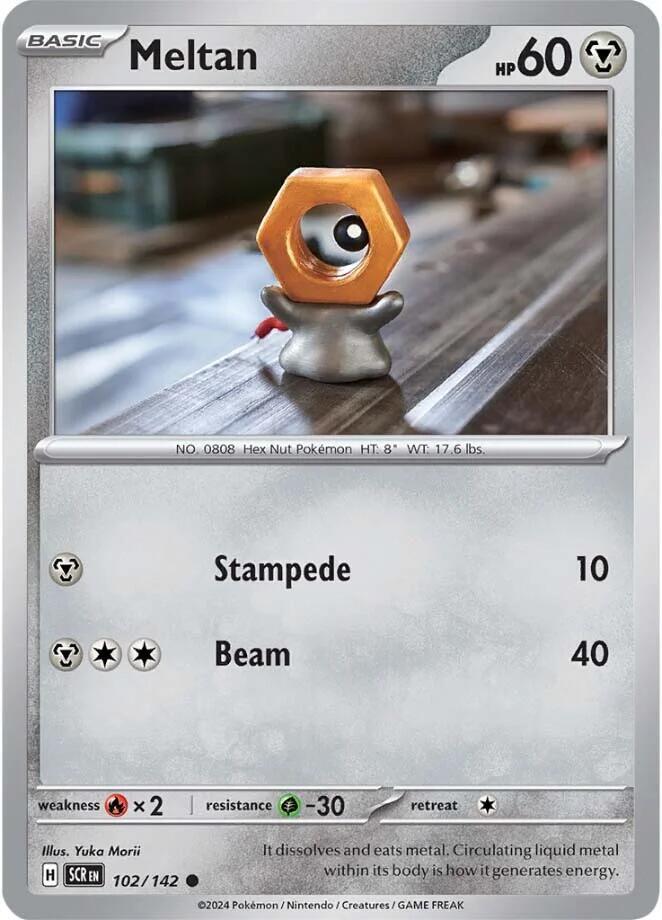 BASIC
Meltan
HP60
NO. 0808 Hex Nut Pokémon HT: 8" WT: 17.6 lbs.
Stampede 10
Beam 40
weakness ×2 resistance -30 retreat
Illus. Yuka Morii
It dissolves and eats metal. Circulating liquid metal
within its body is how it generates energy.
H SCR EN 102/142
©2024 Pokémon / Nintendo / Creatures / GAME FREAK